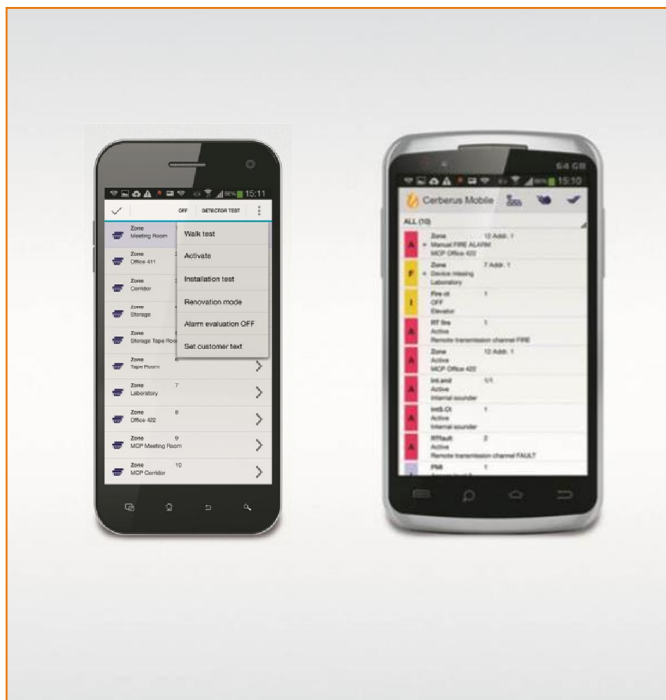 15:11
OFF DETECTOR TEST
Zone
Meeting Room
Walk test
Zone
Office 411
Activate
Zone
Corridor
Installation test
Zone
Storage
Renovation mode
Zone
Storage Tape Roo
Alarm evaluation OFF
Zone
Tape Room
Set customer text
Zone 7
Laboratory
Zone 8
Office 422
Zone 9
MCP Meeting Room
Zone 10
MCP Corridor
64 GB
15:10
Cerberus Mobile
ALL (10)
A Zone 12 Addr. 1
Manual FIRE ALARM
MCP Office 422
F Zone 7 Addr. 1
Device missing
Laboratory
I Fire ct 1
OFF
Elevator
A RT fire 1
Active
Remote transmission channel FIRE
A Zone 12 Addr. 1
Active
MCP Office 422
A 1/1
Active
Internal sounder
A IntS.Ct 1
Active
Internal sounder
A RTfault 2
Active
Remote transmission channel FAULT
FMI 1